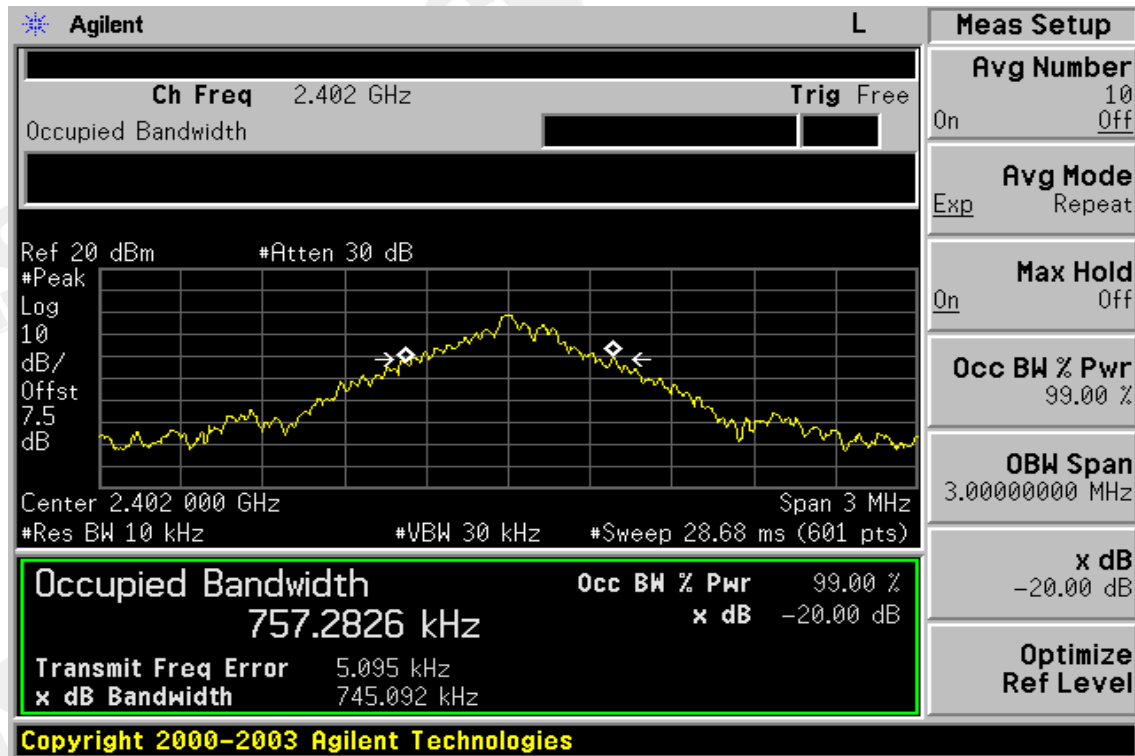 Agilent L Meas Setup
Avg Number
10
On Off
Ch Freq 2.402 GHz Trig Free
Occupied Bandwidth
Avg Mode
Exp Repeat
Max Hold
On Off
Occ BW % Pwr
99.00 %
OBW Span
3.00000000 MHz
x dB
-20.00 dB
Optimize
Ref Level
Ref 20 dBm #Atten 30 dB
#Peak
Log
10
dB/
Offst
7.5
dB
Center 2.402 000 GHz Span 3 MHz
#Res BW 10 kHz #VBW 30 kHz #Sweep 28.68 ms (601 pts)
Occupied Bandwidth Occ BW % Pwr 99.00 %
757.2826 kHz x dB -20.00 dB
Transmit Freq Error 5.095 kHz
x dB Bandwidth 745.092 kHz
Copyright 2000-2003 Agilent Technologies